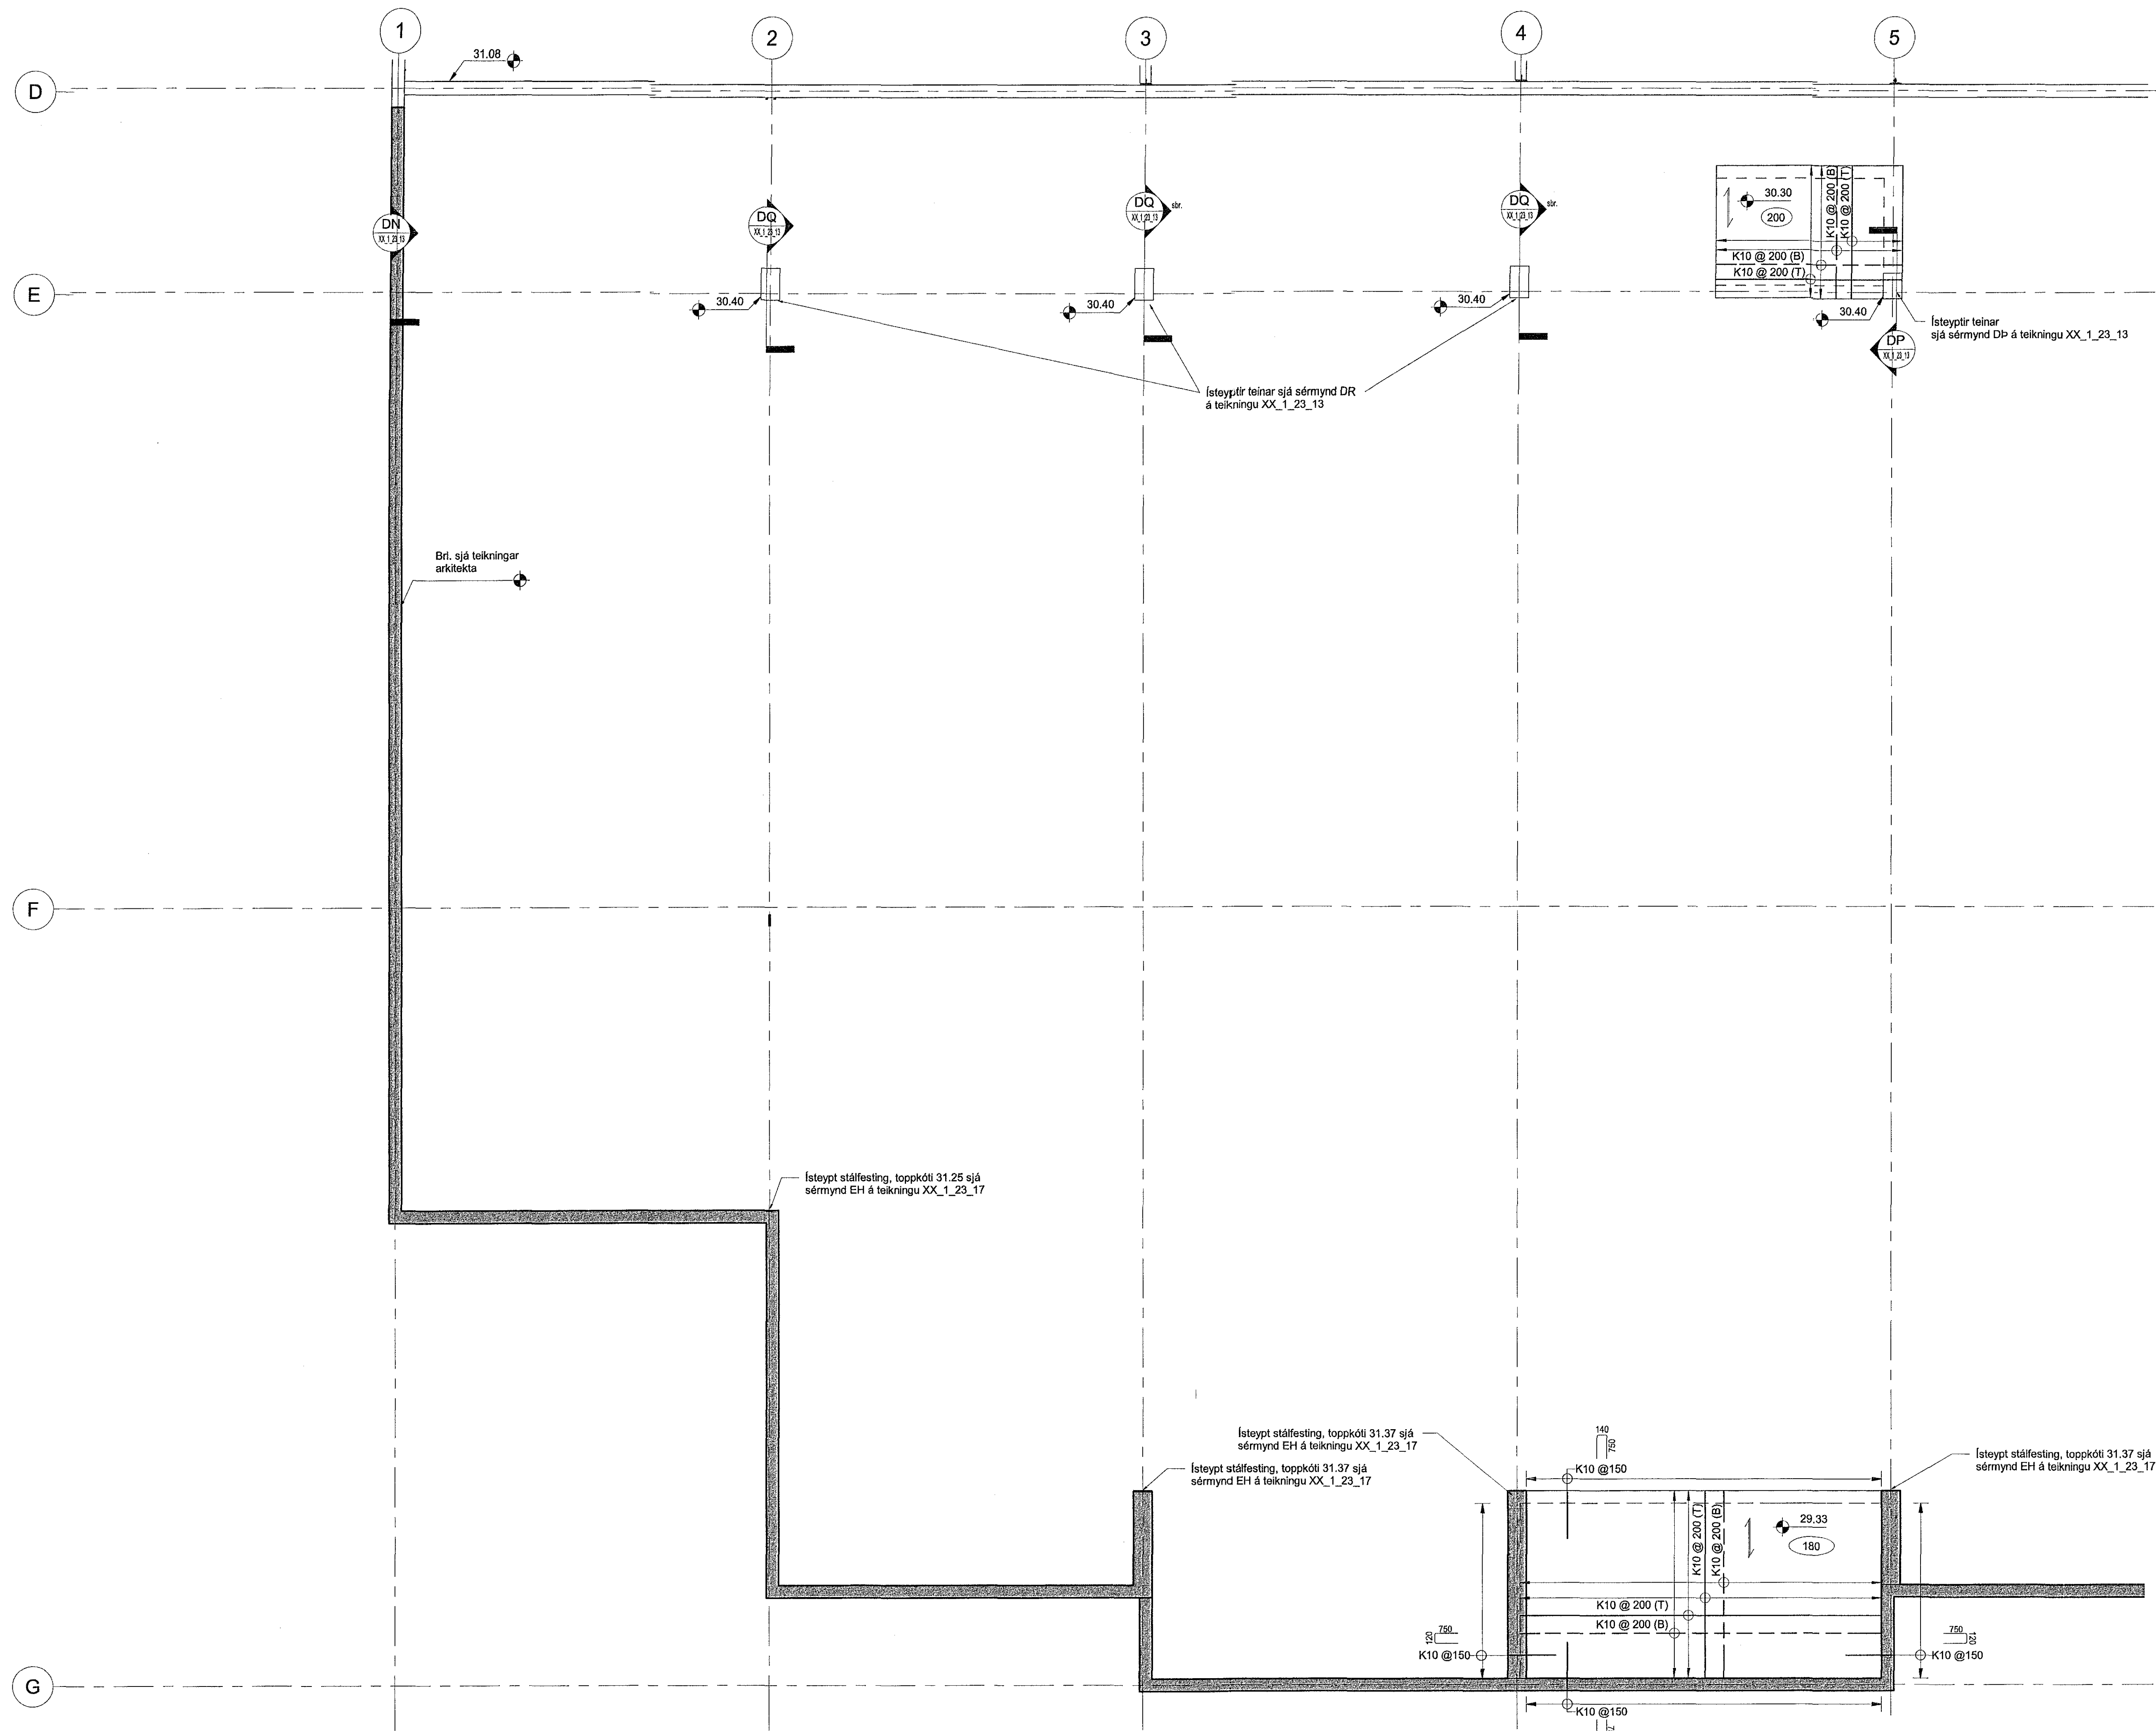 1
2
3
4
5
31.08
D
30.30
200
K10 @ 200 (B)
K10 @ 200 (T)
K10 @ 200 (B)
K10 @ 200 (T)
DN
XX_1_23_13
DQ
XX_1_23_13
DQ
XX_1_23_13
sbr.
DQ
XX_1_23_13
sbr.
E
30.40
30.40
30.40
30.40
Ísteyptir teinar
sjá sérmynd DÞ á teikningu XX_1_23_13
DP
XX_1_23_13
Ísteyptir teinar sjá sérmynd DR
á teikningu XX_1_23_13
Brl. sjá teikningar
arkitekta
F
Ísteypt stálfesting, toppkóti 31.25 sjá
sérmynd EH á teikningu XX_1_23_17
Ísteypt stálfesting, toppkóti 31.37 sjá
sérmynd EH á teikningu XX_1_23_17
Ísteypt stálfesting, toppkóti 31.37 sjá
sérmynd EH á teikningu XX_1_23_17
140
750
K10 @150
Ísteypt stálfesting, toppkóti 31.37 sjá
sérmynd EH á teikningu XX_1_23_17
29.33
180
K10 @ 200 (T)
K10 @ 200 (B)
K10 @ 200 (T)
K10 @ 200 (B)
750
120
K10 @150
750
120
K10 @150
G
K10 @150